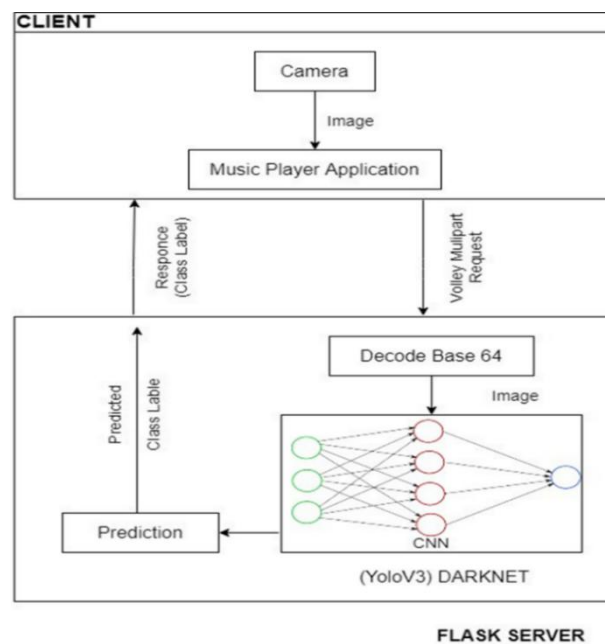 CLIENT
Camera
Image
Music Player Application
Responce
(Class Label)
Volley Mulipart
Request
Decode Base 64
Image
Predicted
Class Lable
CNN
Prediction
(YoloV3) DARKNET
FLASK SERVER